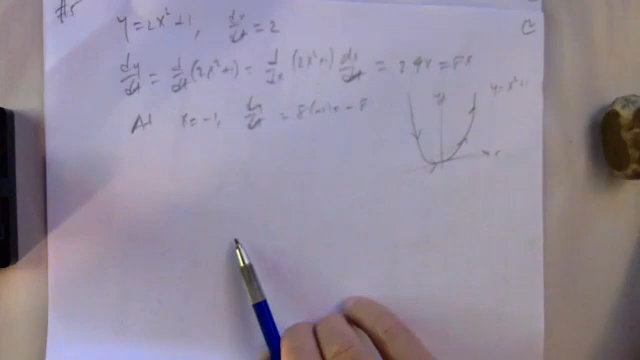 #5
y = 2x² + 1, dx/dt = 2
C
dy/dt = d/dt (2x² + 1) = d/dx (2x² + 1) dx/dt = 2·4x = 8x
At x = -1, dy/dt = 8(-1) = -8
y
x